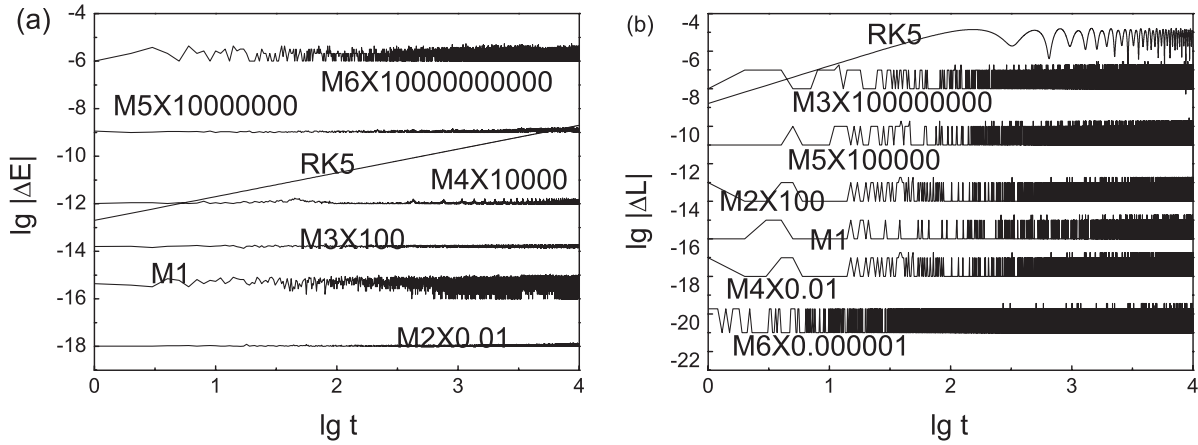 (a)
-4
-6
-8
-10
-12
-14
-16
-18
lg |ΔE|
M6X10000000000
M5X10000000
RK5
M4X10000
M3X100
M1
M2X0.01
0
1
2
3
4
lg t
(b)
-4
-6
-8
-10
-12
-14
-16
-18
-20
-22
lg |ΔL|
RK5
M3X100000000
M5X100000
M2X100
M1
M4X0.01
M6X0.000001
0
1
2
3
4
lg t